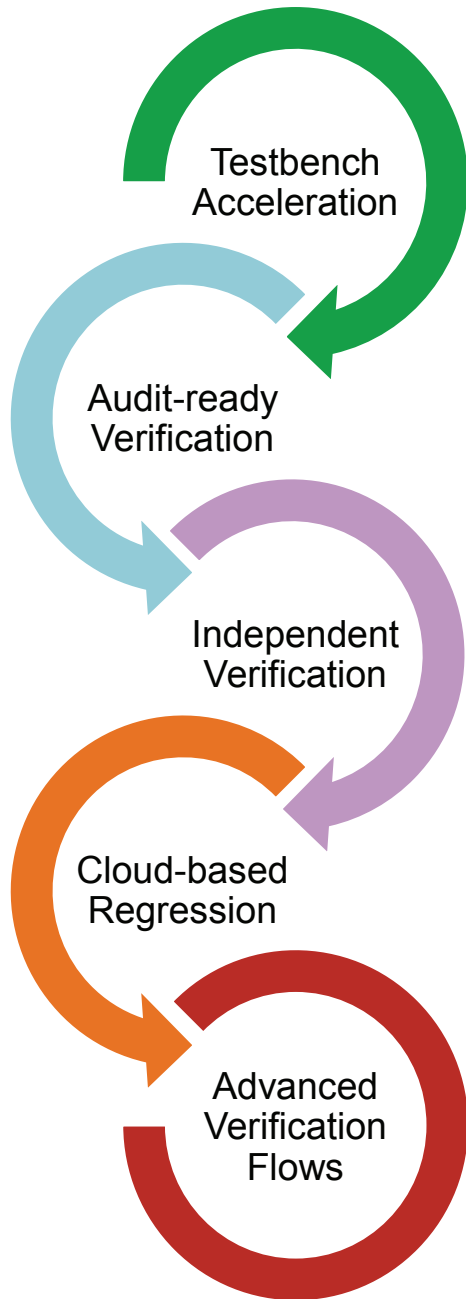 Testbench
Acceleration
Audit-ready
Verification
Independent
Verification
Cloud-based
Regression
Advanced
Verification
Flows